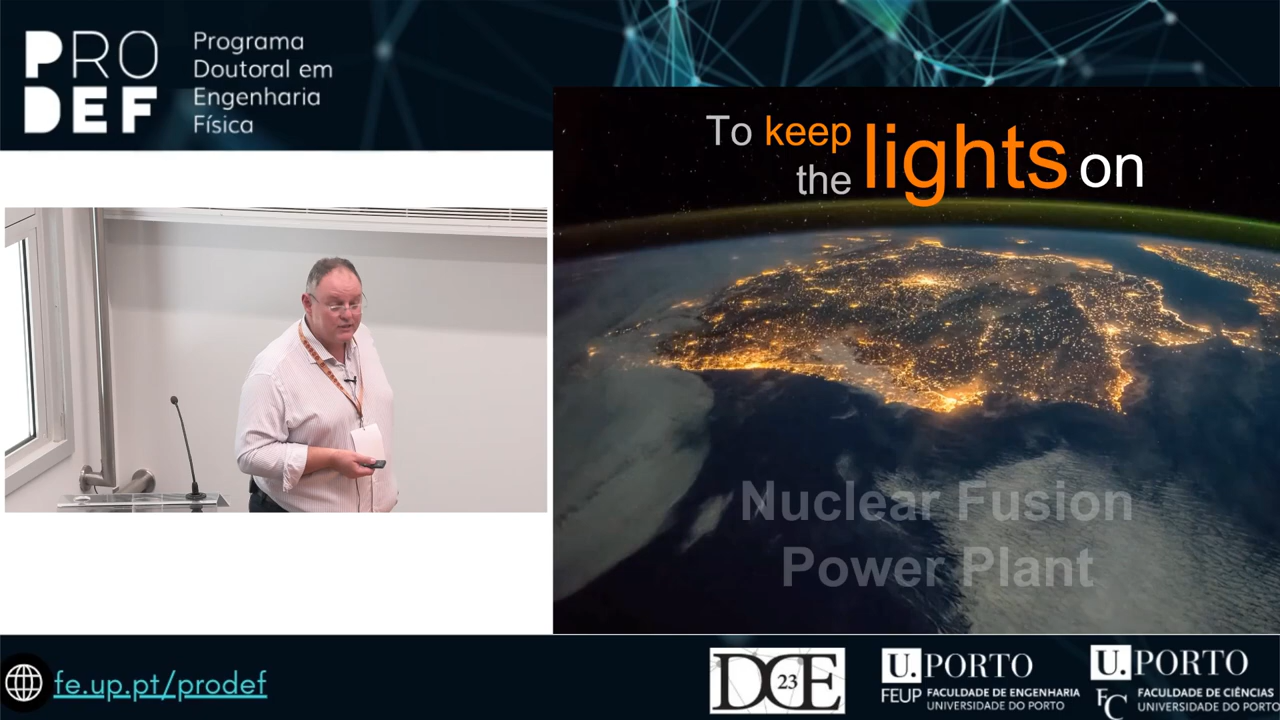 PRO
DEF
Programa
Doutoral em
Engenharia
Física
To keep
the lights on
Nuclear Fusion
Power Plant
fe.up.pt/prodef
DCE
23
U.PORTO
FEUP FACULDADE DE ENGENHARIA
UNIVERSIDADE DO PORTO
U.PORTO
FC FACULDADE DE CIÊNCIAS
UNIVERSIDADE DO PORTO